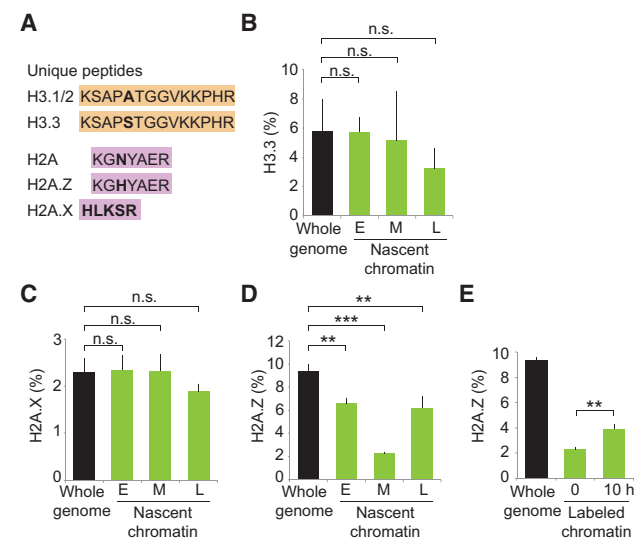 A
Unique peptides
H3.1/2 KSAPATGGVKKPHR
H3.3 KSAPSTGGVKKPHR
H2A KGNYAER
H2A.Z KGHYAER
H2A.X HLKSR
B
n.s.
n.s.
n.s.
H3.3 (%)
10
8
6
4
2
0
Whole genome
E M L
Nascent chromatin
C
n.s.
n.s.
n.s.
H2A.X (%)
3
2
1
0
Whole genome
E M L
Nascent chromatin
D
**
***
**
H2A.Z (%)
12
10
8
6
4
2
0
Whole genome
E M L
Nascent chromatin
E
**
H2A.Z (%)
10
8
6
4
2
0
Whole genome
0 10 h
Labeled chromatin